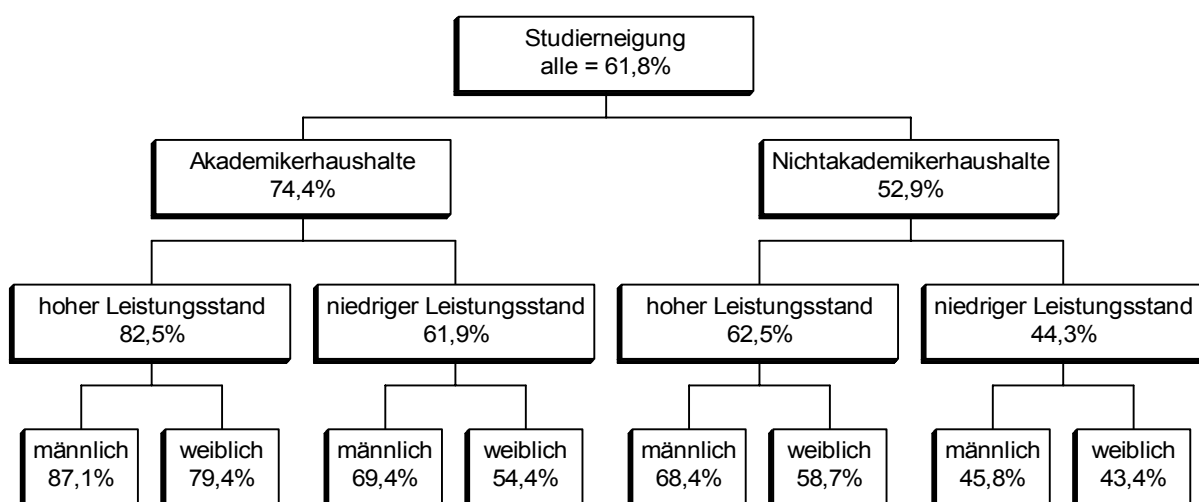 Studierneigung
alle = 61,8%
Akademikerhaushalte
74,4%
Nichtakademikerhaushalte
52,9%
hoher Leistungsstand
82,5%
niedriger Leistungsstand
61,9%
hoher Leistungsstand
62,5%
niedriger Leistungsstand
44,3%
männlich
87,1%
weiblich
79,4%
männlich
69,4%
weiblich
54,4%
männlich
68,4%
weiblich
58,7%
männlich
45,8%
weiblich
43,4%